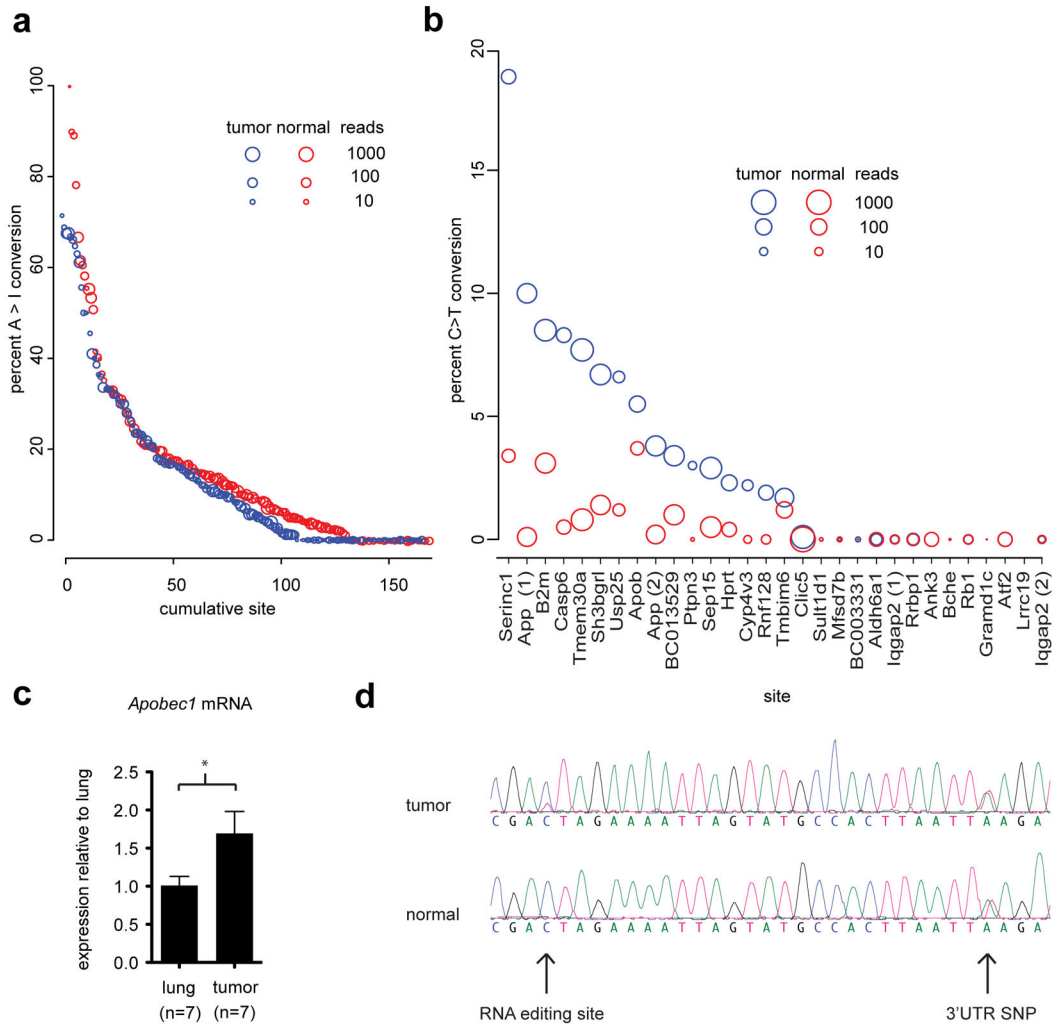 a
percent A > I conversion
100
80
60
40
20
0
tumor normal reads
1000
100
10
0 50 100 150
cumulative site
b
percent C>T conversion
20
15
10
5
0
tumor normal reads
1000
100
10
Serinc1
App (1)
B2m
Casp6
Tmem30a
Sh3bgrl
Usp25
Apob
App (2)
BC013529
Ptpn3
Sep15
Hprt
Cyp4v3
Rnf128
Tmbim6
Clic5
Sult1d1
Mfsd7b
BC003331
Aldh6a1
Iqgap2 (1)
Rrbp1
Ank3
Bche
Rb1
Gramd1c
Atf2
Lrrc19
Iqgap2 (2)
site
c
Apobec1 mRNA
expression relative to lung
2.5
2.0
1.5
1.0
0.5
0.0
*
lung tumor
(n=7) (n=7)
d
tumor
C G A C T A G A A A A T T A G T A T G C C A C T T A A T T A A G A
normal
C G A C T A G A A A A T T A G T A T G C C A C T T A A T T A A G A
RNA editing site
3'UTR SNP